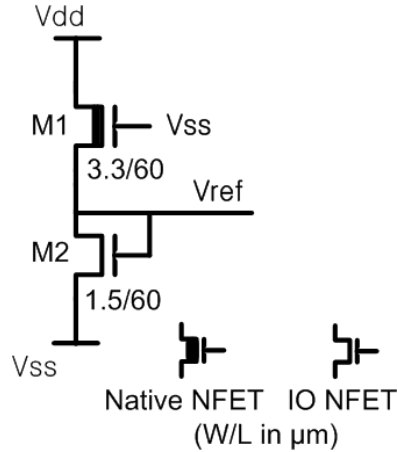 Vdd
M1
Vss
3.3/60
Vref
M2
1.5/60
Vss
Native NFET IO NFET
(W/L in μm)